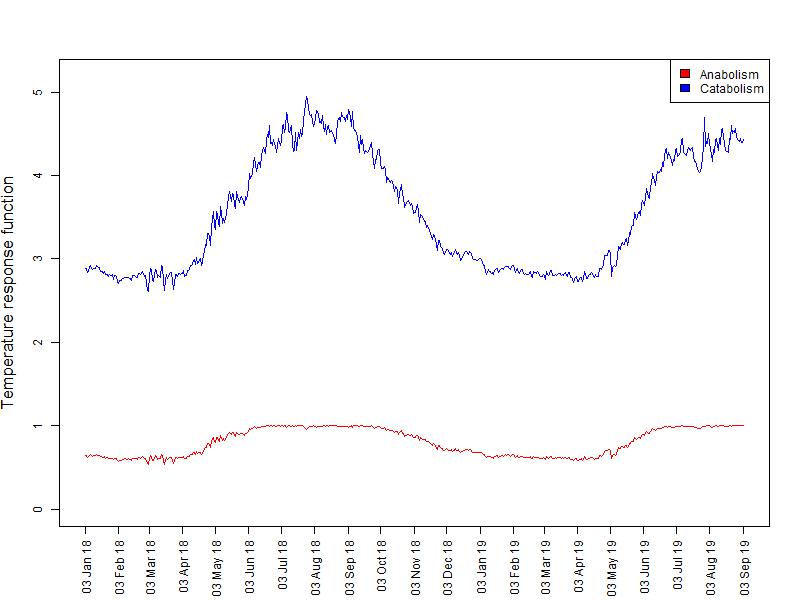 Anabolism
Catabolism
Temperature response function
5
4
3
2
1
0
03 Jan 18
03 Feb 18
03 Mar 18
03 Apr 18
03 May 18
03 Jun 18
03 Jul 18
03 Aug 18
03 Sep 18
03 Oct 18
03 Nov 18
03 Dec 18
03 Jan 19
03 Feb 19
03 Mar 19
03 Apr 19
03 May 19
03 Jun 19
03 Jul 19
03 Aug 19
03 Sep 19